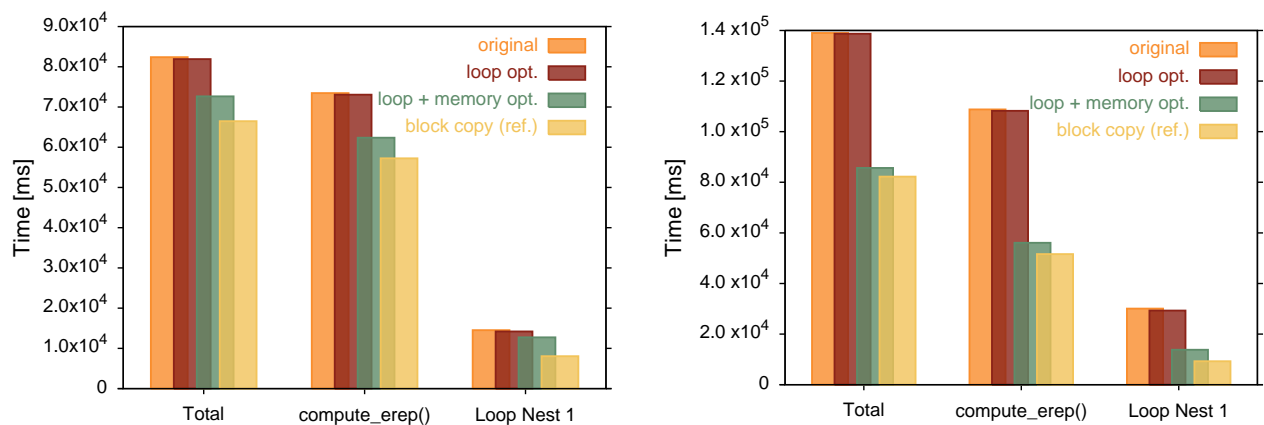 Time [ms]
9.0x10^4
8.0x10^4
7.0x10^4
6.0x10^4
5.0x10^4
4.0x10^4
3.0x10^4
2.0x10^4
1.0x10^4
0
original
loop opt.
loop + memory opt.
block copy (ref.)
Total
compute_erep()
Loop Nest 1
Time [ms]
1.4 x10^5
1.2 x10^5
1.0 x10^5
8.0 x10^4
6.0 x10^4
4.0 x10^4
2.0 x10^4
0
original
loop opt.
loop + memory opt.
block copy (ref.)
Total
compute_erep()
Loop Nest 1